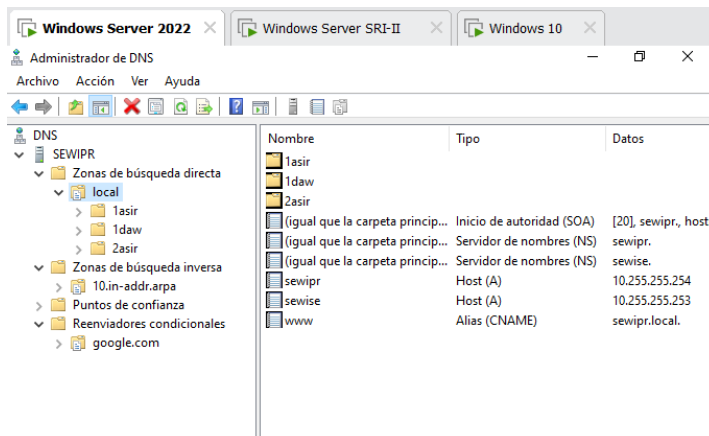 Windows Server 2022 Windows Server SRI-II Windows 10
Administrador de DNS
Archivo Acción Ver Ayuda
DNS
SEWIPR
Zonas de búsqueda directa
local
1asir
1daw
2asir
Zonas de búsqueda inversa
10.in-addr.arpa
Puntos de confianza
Reenviadores condicionales
google.com
Nombre Tipo Datos
1asir
1daw
2asir
(igual que la carpeta princip... Inicio de autoridad (SOA) [20], sewipr., host
(igual que la carpeta princip... Servidor de nombres (NS) sewipr.
(igual que la carpeta princip... Servidor de nombres (NS) sewise.
sewipr Host (A) 10.255.255.254
sewise Host (A) 10.255.255.253
www Alias (CNAME) sewipr.local.